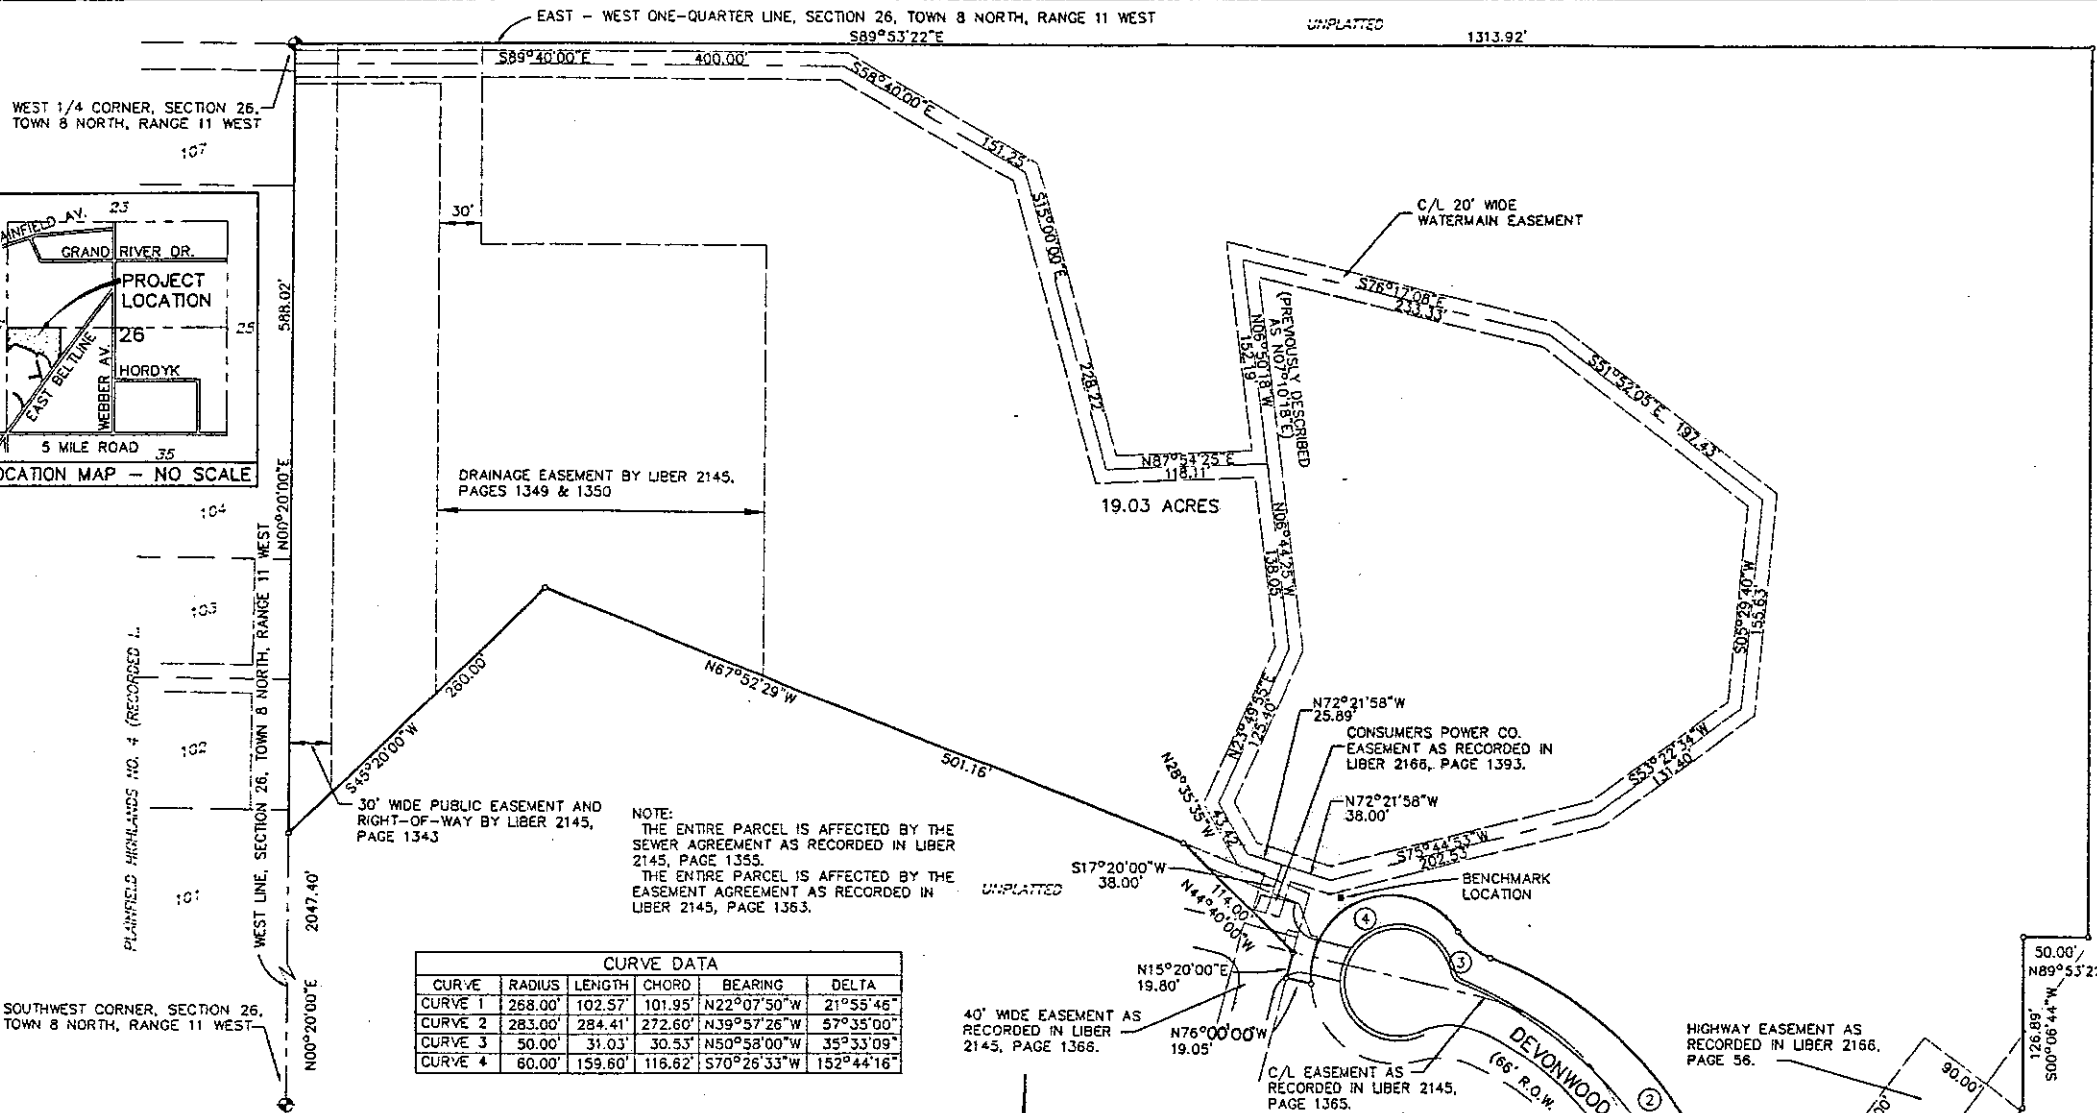 EAST - WEST ONE-QUARTER LINE, SECTION 26, TOWN 8 NORTH, RANGE 11 WEST
UNPLATTED
S89°53'22"E
1313.92'
S89°40'00"E
400.00'
S58°40'00"E
151.25'
WEST 1/4 CORNER, SECTION 26,
TOWN 8 NORTH, RANGE 11 WEST
107
30'
S15°00'00"E
228.22'
C/L 20' WIDE
WATERMAIN EASEMENT
AINFIELD AV.
23
GRAND RIVER DR.
PROJECT
LOCATION
26
25
EAST BELTLINE
WEBBER AV.
HORDYK
5 MILE ROAD
35
OCATION MAP - NO SCALE
588.02'
N00°20'00"E
S76°17'08"E
233.33'
N06°50'18"W
152.19'
(PREVIOUSLY DESCRIBED
AS N07°10'18"E)
S51°52'05"E
197.43'
N87°54'25"E
118.11'
19.03 ACRES
DRAINAGE EASEMENT BY LIBER 2145,
PAGES 1349 & 1350
104
103
102
101
PLAINFIELD HIGHLANDS NO. 4 (RECORDED L.
WEST LINE, SECTION 26, TOWN 8 NORTH, RANGE 11 WEST
N06°44'25"W
138.05'
S05°29'40"W
155.63'
260.00'
S45°20'00"W
N67°52'29"W
501.16'
N23°49'55"E
125.40'
N72°21'58"W
25.89'
CONSUMERS POWER CO.
EASEMENT AS RECORDED IN
LIBER 2166, PAGE 1393.
N28°35'35"W
43.42'
N72°21'58"W
38.00'
S53°22'34"W
131.40'
S75°44'53"W
202.53'
30' WIDE PUBLIC EASEMENT AND
RIGHT-OF-WAY BY LIBER 2145,
PAGE 1343
NOTE:
THE ENTIRE PARCEL IS AFFECTED BY THE
SEWER AGREEMENT AS RECORDED IN LIBER
2145, PAGE 1355.
THE ENTIRE PARCEL IS AFFECTED BY THE
EASEMENT AGREEMENT AS RECORDED IN
LIBER 2145, PAGE 1363.
UNPLATTED
S17°20'00"W
38.00'
114.00'
N44°40'00"W
BENCHMARK
LOCATION
4
3
2
2047.40'
N00°20'00"E
SOUTHWEST CORNER, SECTION 26,
TOWN 8 NORTH, RANGE 11 WEST
CURVE DATA
CURVE RADIUS LENGTH CHORD BEARING DELTA
CURVE 1 268.00' 102.57' 101.95' N22°07'50"W 21°55'46"
CURVE 2 283.00' 284.41' 272.60' N39°57'26"W 57°35'00"
CURVE 3 50.00' 31.03' 30.53' N50°58'00"W 35°33'09"
CURVE 4 60.00' 159.60' 116.62' S70°26'33"W 152°44'16"
N15°20'00"E
19.80'
40' WIDE EASEMENT AS
RECORDED IN LIBER
2145, PAGE 1366.
N76°00'00"W
19.05'
C/L EASEMENT AS
RECORDED IN LIBER 2145,
PAGE 1365.
DEVONWOOD
(66' R.O.W.
HIGHWAY EASEMENT AS
RECORDED IN LIBER 2166,
PAGE 56.
90.00'
50.00'
N89°53'2
126.89'
S00°06'44"W